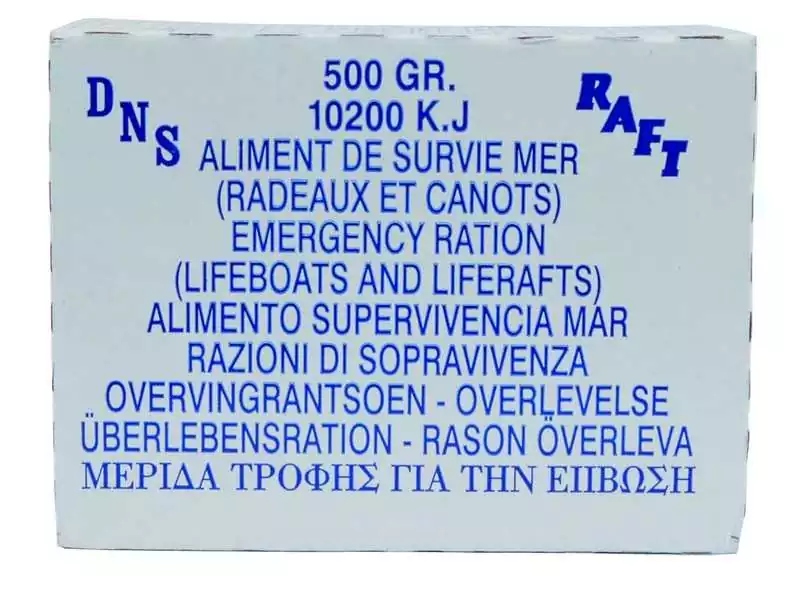 DNS
500 GR.
RAFT
10200 K.J
ALIMENT DE SURVIE MER
(RADEAUX ET CANOTS)
EMERGENCY RATION
(LIFEBOATS AND LIFERAFTS)
ALIMENTO SUPERVIVENCIA MAR
RAZIONI DI SOPRAVIVENZA
OVERVINGRANTSOEN - OVERLEVELSE
ÜBERLEBENSRATION - RASON ÖVERLEVA
ΜΕΡΙΔΑ ΤΡΟΦΗΣ ΓΙΑ ΤΗΝ ΕΠΙΒΩΣΗ